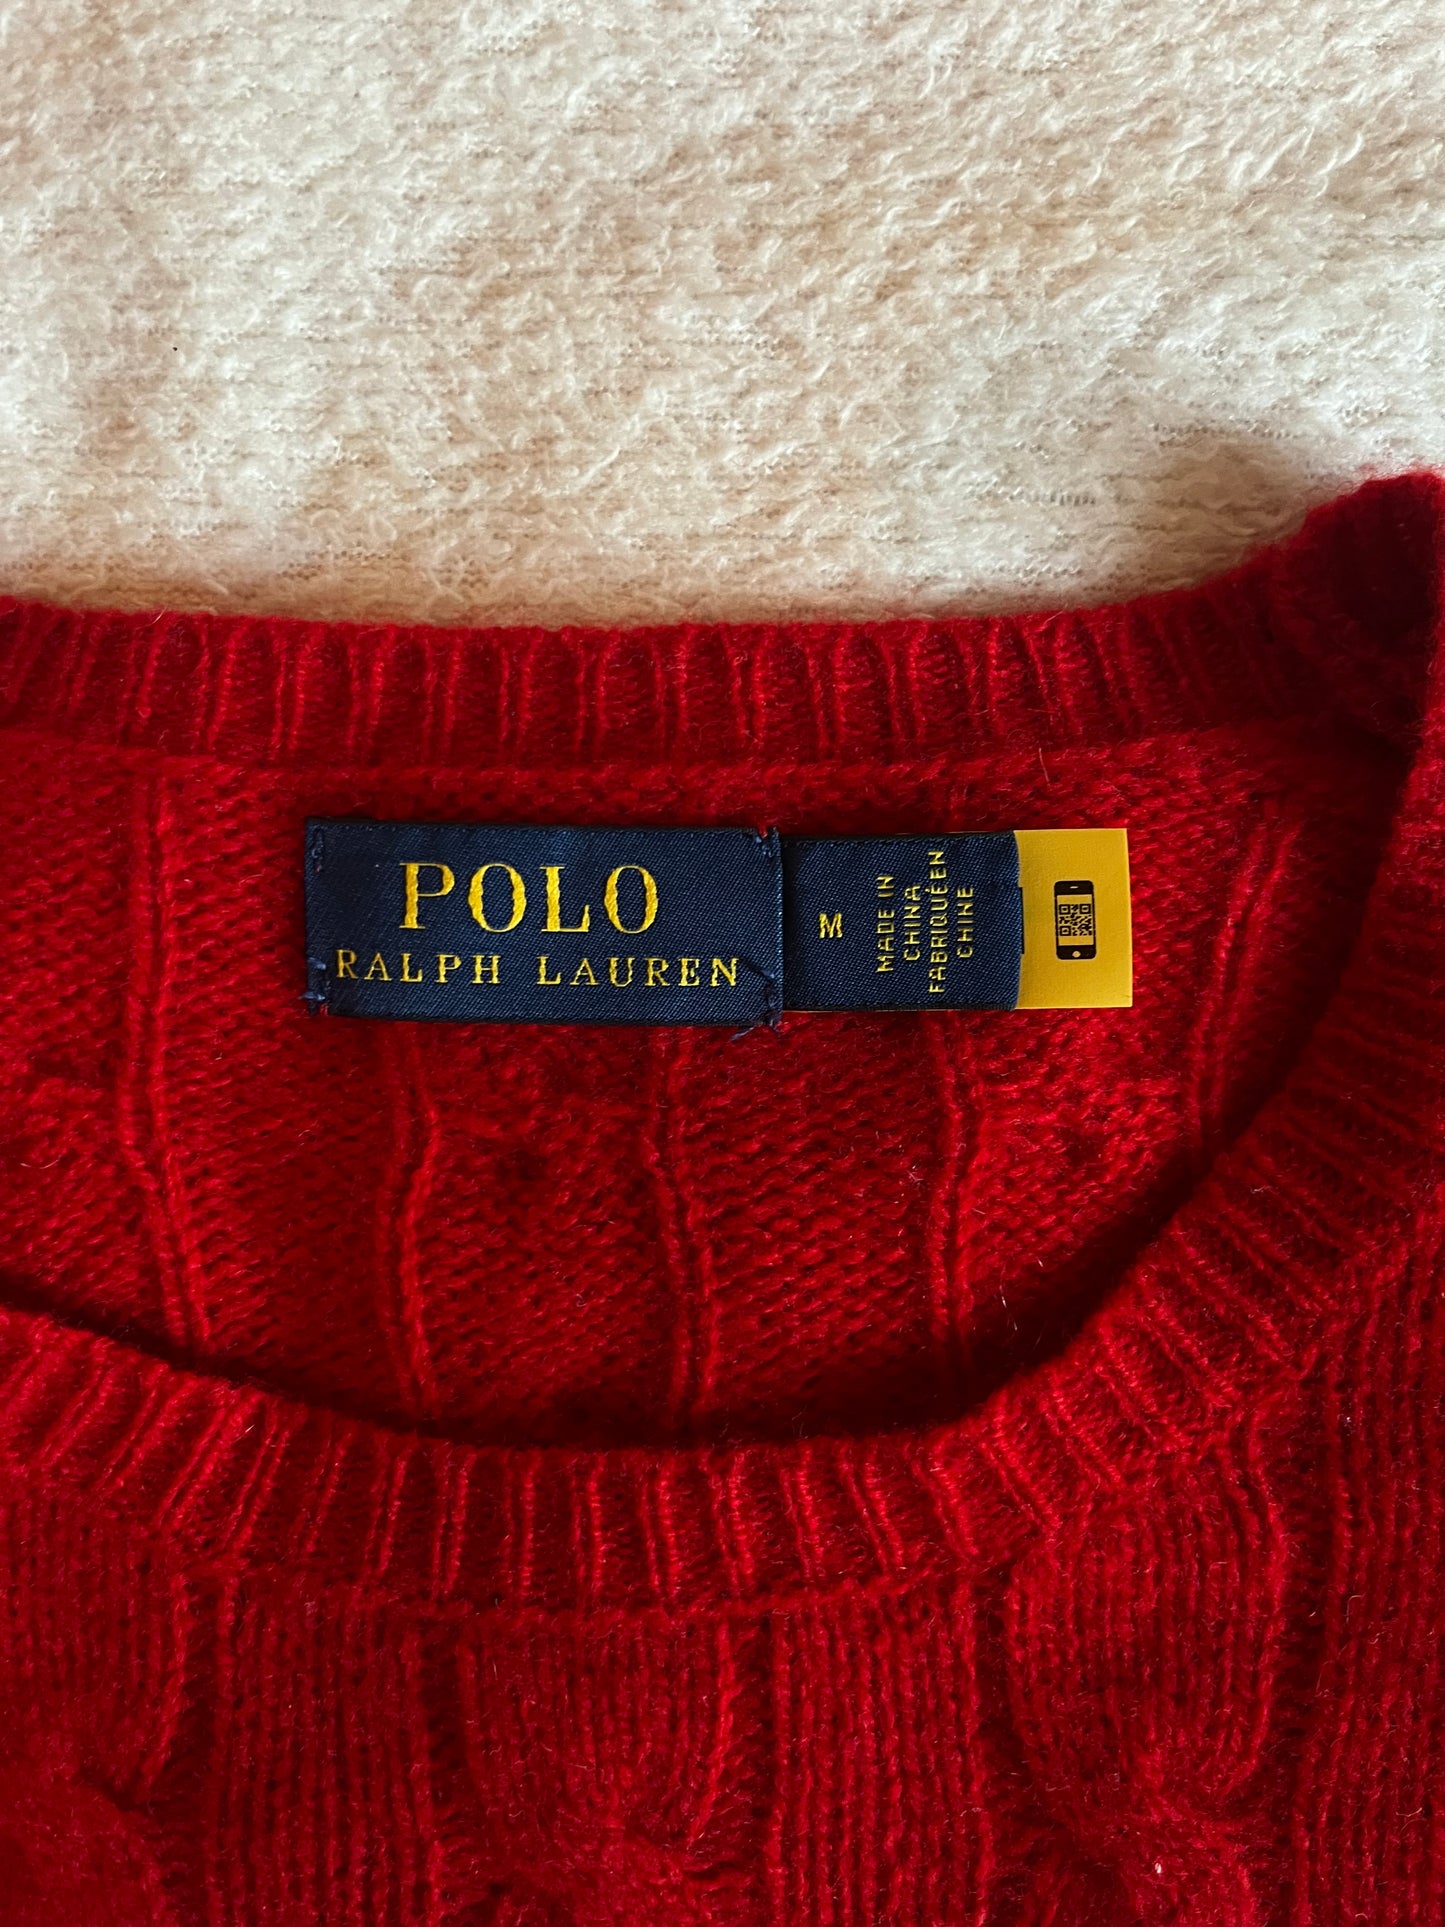 POLO
RALPH LAUREN
M
MADE IN
CHINA
FABRIQUÉ EN
CHINE